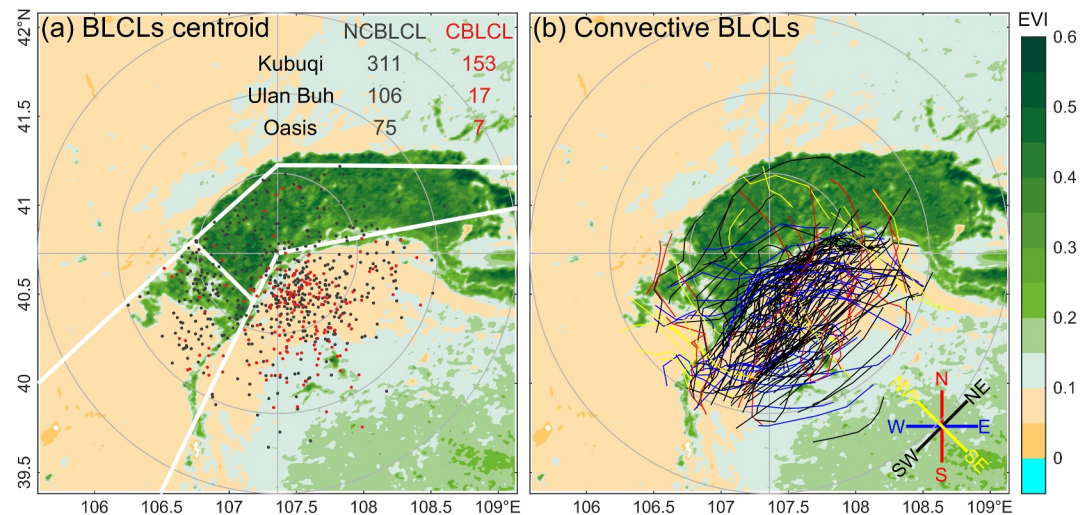 (a) BLCLs centroid
NCBLCL CBLCL
Kubuqi 311 153
Ulan Buh 106 17
Oasis 75 7
42°N
41.5
41
40.5
40
39.5
106 106.5 107 107.5 108 108.5 109°E
(b) Convective BLCLs
N
NE
E
SE
S
SW
W
NW
106 106.5 107 107.5 108 108.5 109°E
EVI
0.6
0.5
0.4
0.3
0.2
0.1
0